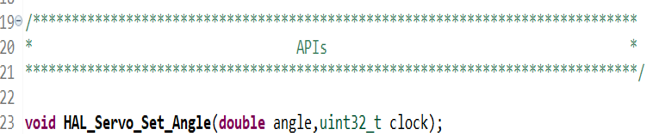 19 /******************************************************************************
20 *                                  APIs                                       *
21 ******************************************************************************/
22
23 void HAL_Servo_Set_Angle(double angle,uint32_t clock);